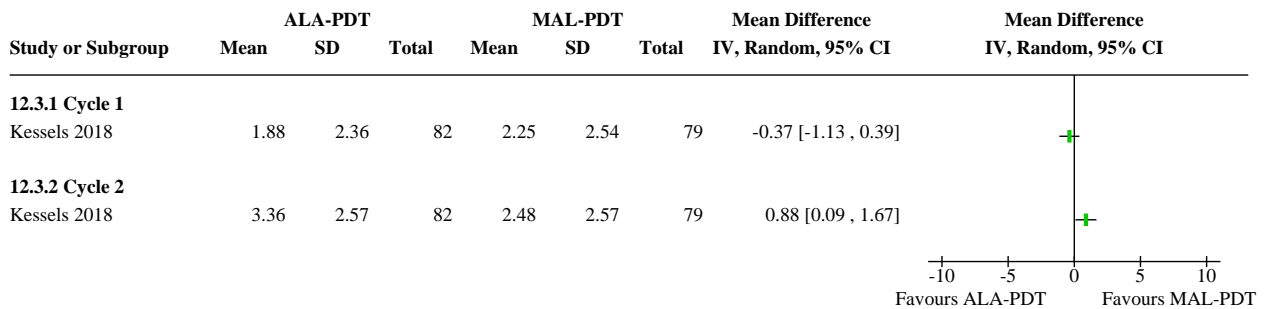 ALA-PDT MAL-PDT Mean Difference Mean Difference
Study or Subgroup Mean SD Total Mean SD Total IV, Random, 95% CI IV, Random, 95% CI
12.3.1 Cycle 1
Kessels 2018 1.88 2.36 82 2.25 2.54 79 -0.37 [-1.13 , 0.39]
12.3.2 Cycle 2
Kessels 2018 3.36 2.57 82 2.48 2.57 79 0.88 [0.09 , 1.67]
-10 -5 0 5 10
Favours ALA-PDT Favours MAL-PDT